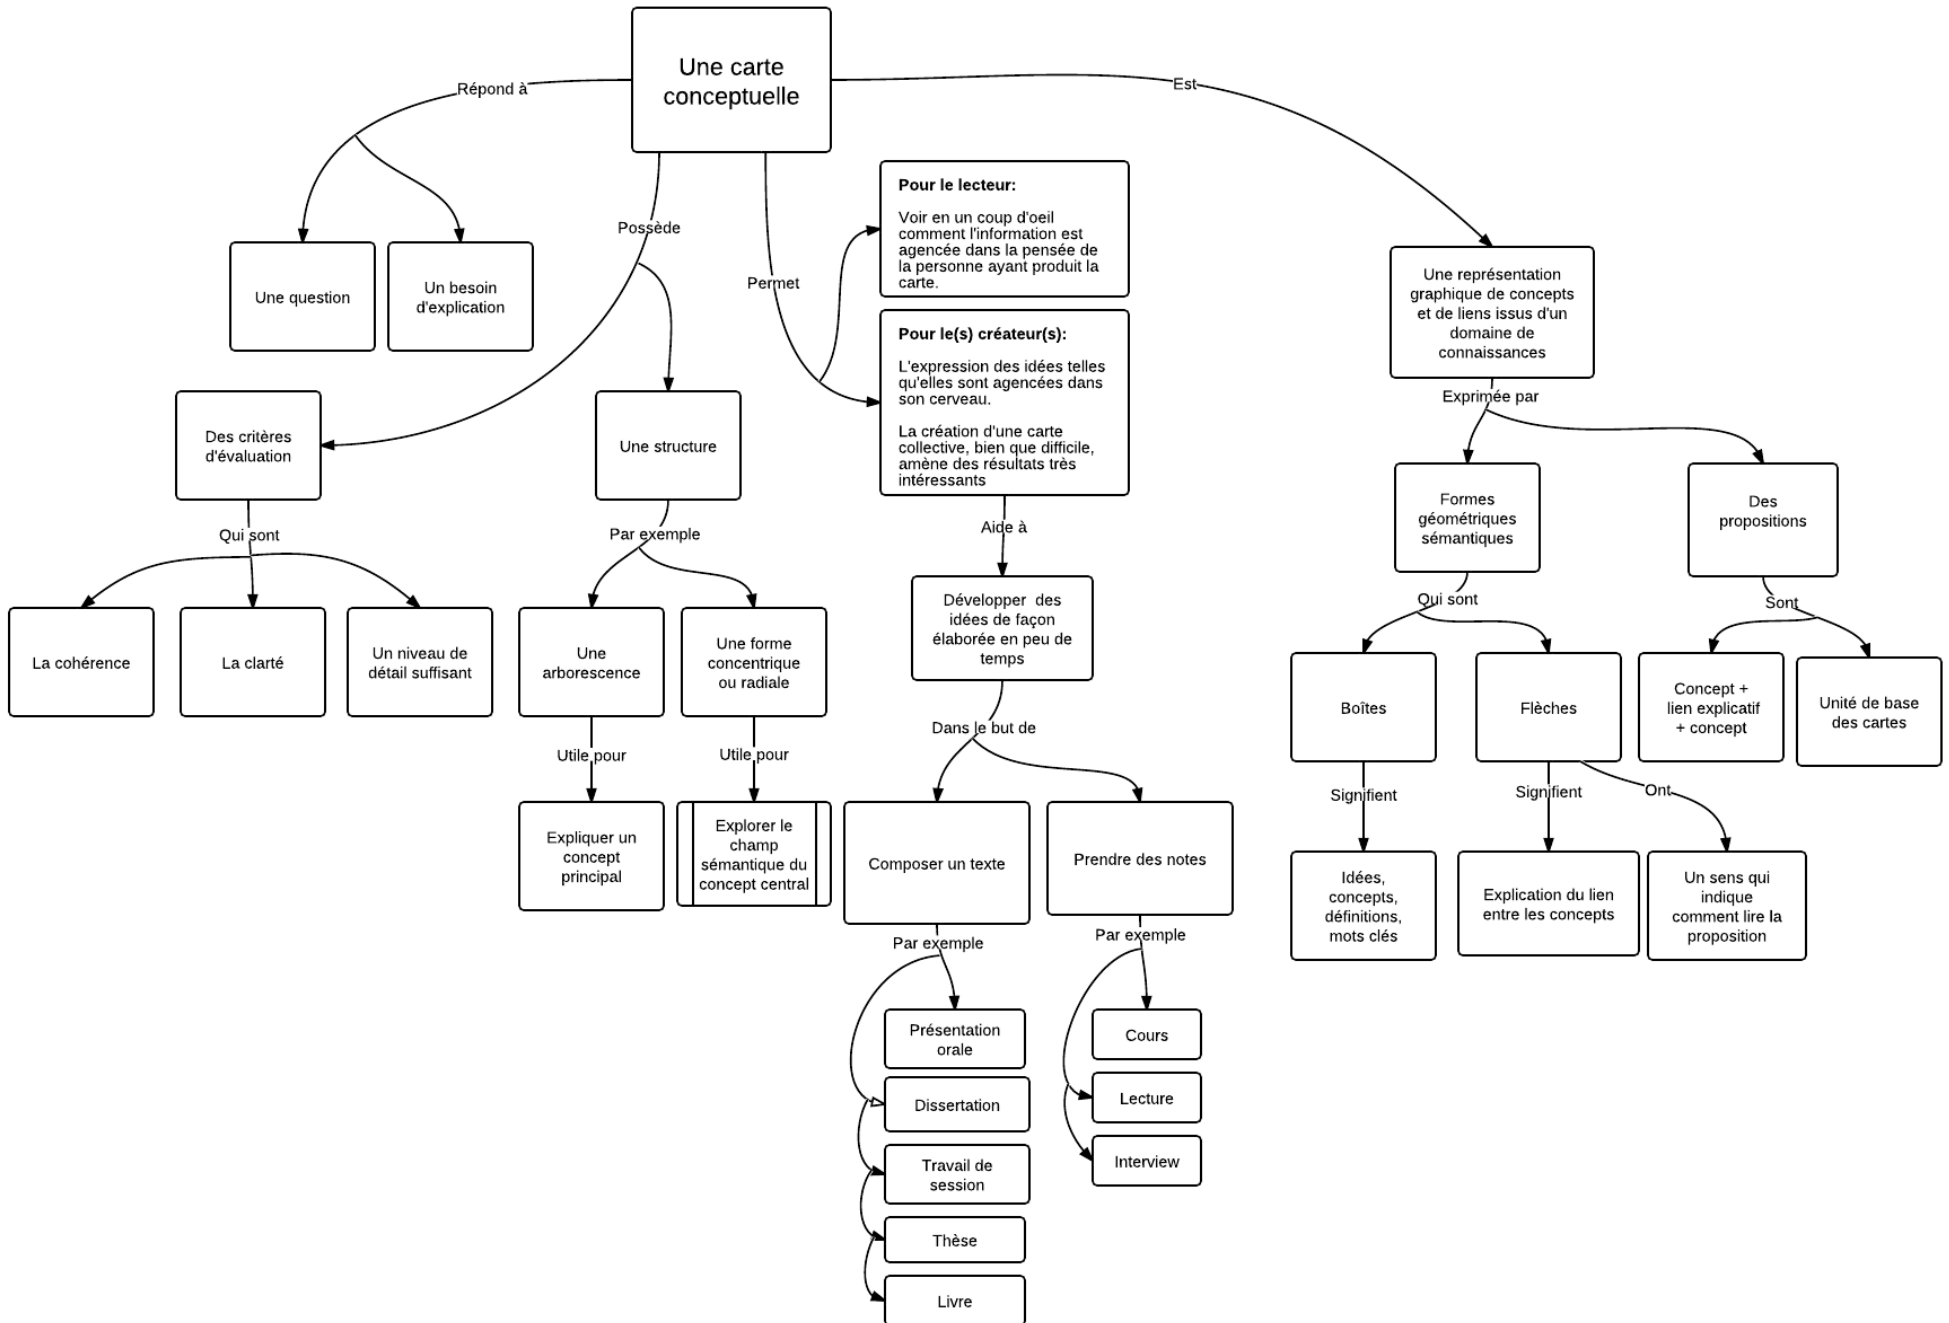 Une carte
conceptuelle
Répond à
Est
Possède
Permet
Une question
Un besoin
d'explication
Pour le lecteur:
Voir en un coup d'oeil
comment l'information est
agencée dans la pensée de
la personne ayant produit la
carte.
Pour le(s) créateur(s):
L'expression des idées telles
qu'elles sont agencées dans
son cerveau.
La création d'une carte
collective, bien que difficile,
amène des résultats très
intéressants
Une représentation
graphique de concepts
et de liens issus d'un
domaine de
connaissances
Exprimée par
Des critères
d'évaluation
Une structure
Formes
géométriques
sémantiques
Des
propositions
Qui sont
Par exemple
Aide à
Qui sont
Sont
La cohérence
La clarté
Un niveau de
détail suffisant
Une
arborescence
Une forme
concentrique
ou radiale
Développer  des
idées de façon
élaborée en peu de
temps
Boîtes
Flèches
Concept +
lien explicatif
+ concept
Unité de base
des cartes
Utile pour
Utile pour
Dans le but de
Signifient
Signifient
Ont
Expliquer un
concept
principal
Explorer le
champ
sémantique du
concept central
Composer un texte
Prendre des notes
Idées,
concepts,
définitions,
mots clés
Explication du lien
entre les concepts
Un sens qui
indique
comment lire la
proposition
Par exemple
Par exemple
Présentation
orale
Dissertation
Travail de
session
Thèse
Livre
Cours
Lecture
Interview